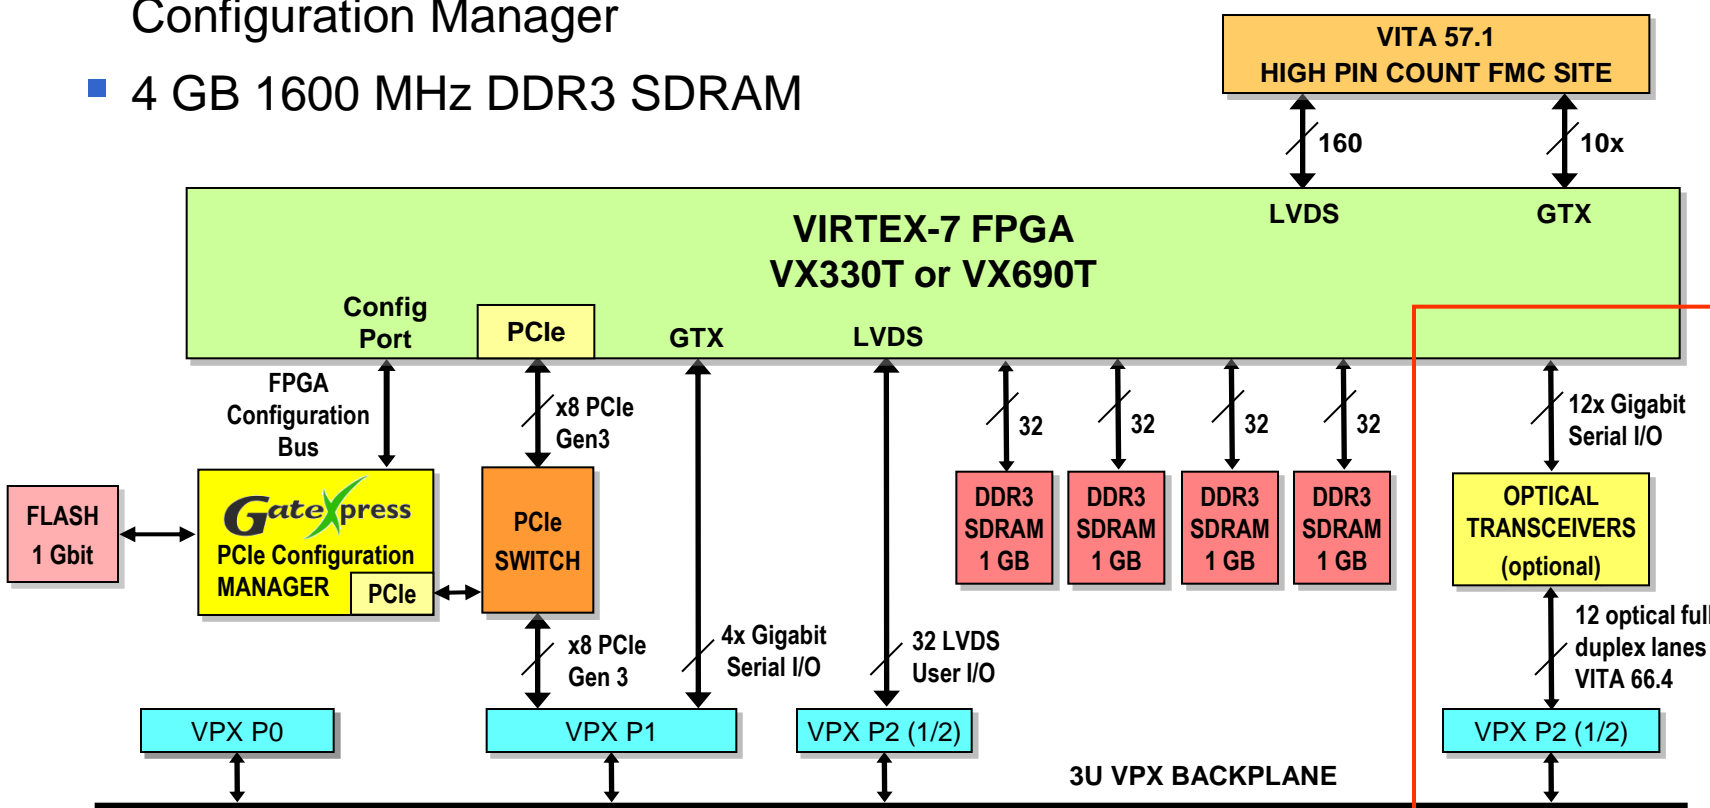 Configuration Manager
4 GB 1600 MHz DDR3 SDRAM
VITA 57.1
HIGH PIN COUNT FMC SITE
160
10x
LVDS
GTX
VIRTEX-7 FPGA
VX330T or VX690T
Config
Port
PCIe
GTX
LVDS
FPGA
Configuration
Bus
x8 PCIe
Gen3
32
32
32
32
12x Gigabit
Serial I/O
FLASH
1 Gbit
GateXpress
PCIe Configuration
MANAGER
PCIe
PCIe
SWITCH
DDR3
SDRAM
1 GB
DDR3
SDRAM
1 GB
DDR3
SDRAM
1 GB
DDR3
SDRAM
1 GB
OPTICAL
TRANSCEIVERS
(optional)
x8 PCIe
Gen 3
4x Gigabit
Serial I/O
32 LVDS
User I/O
12 optical full
duplex lanes
VITA 66.4
VPX P0
VPX P1
VPX P2 (1/2)
VPX P2 (1/2)
3U VPX BACKPLANE